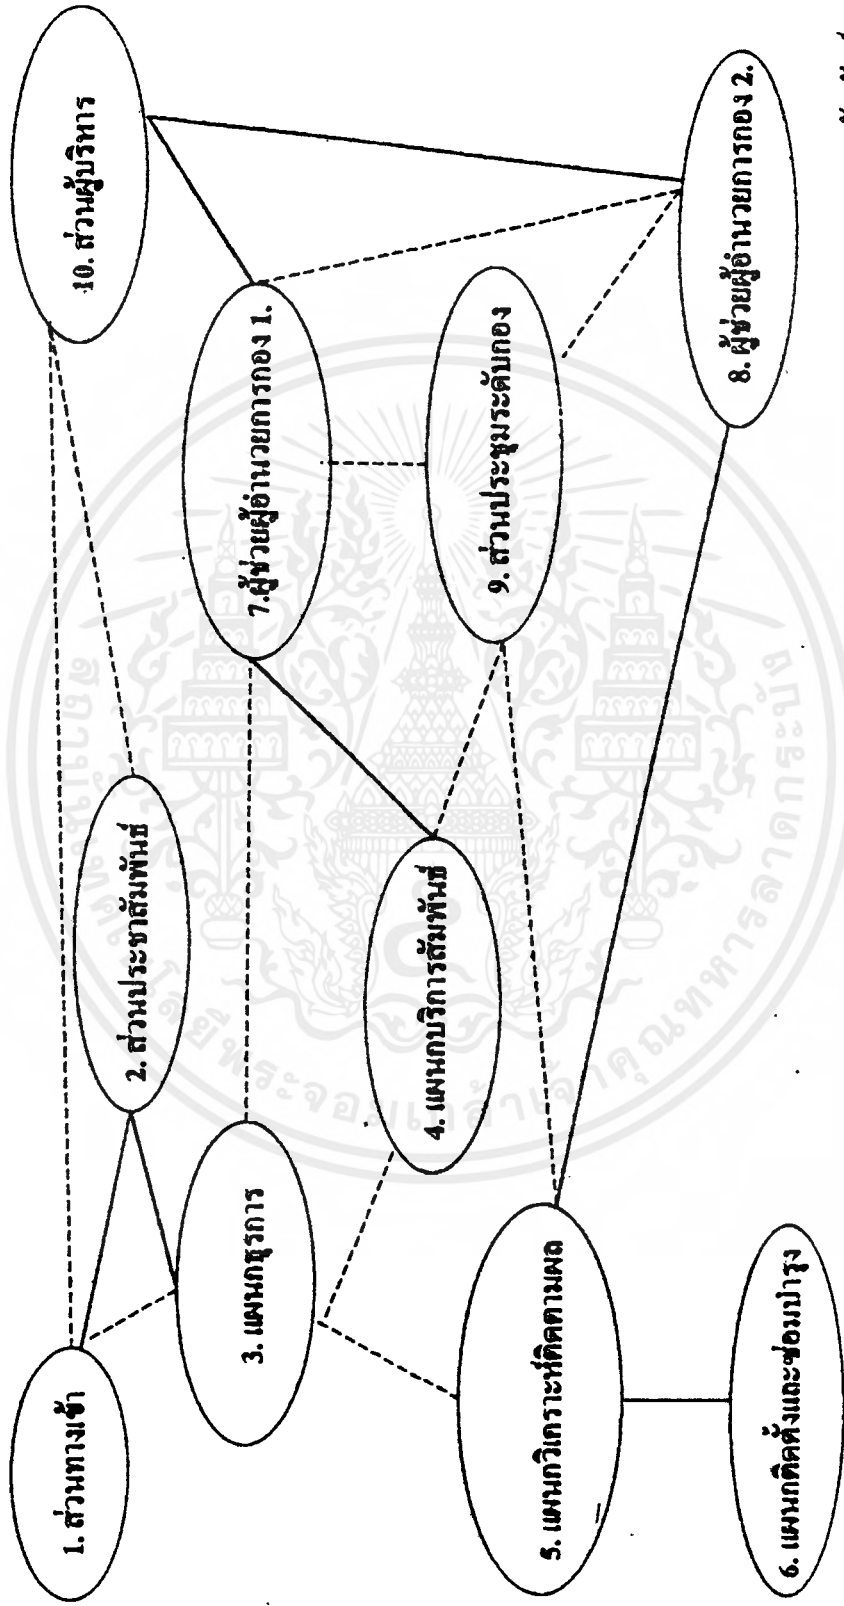 1. ส่วนทางเข้า
2. ส่วนประชาสัมพันธ์
3. แผนกธุรการ
4. แผนกบริการสัมพันธ์
5. แผนกวิเคราะห์ติดตามผล
6. แผนกติดตั้งและซ่อมบำรุง
7.ผู้ช่วยผู้อำนวยการกอง 1.
8. ผู้ช่วยผู้อำนวยการกอง 2.
9. ส่วนประชุมระดับกอง
10. ส่วนผู้บริหาร